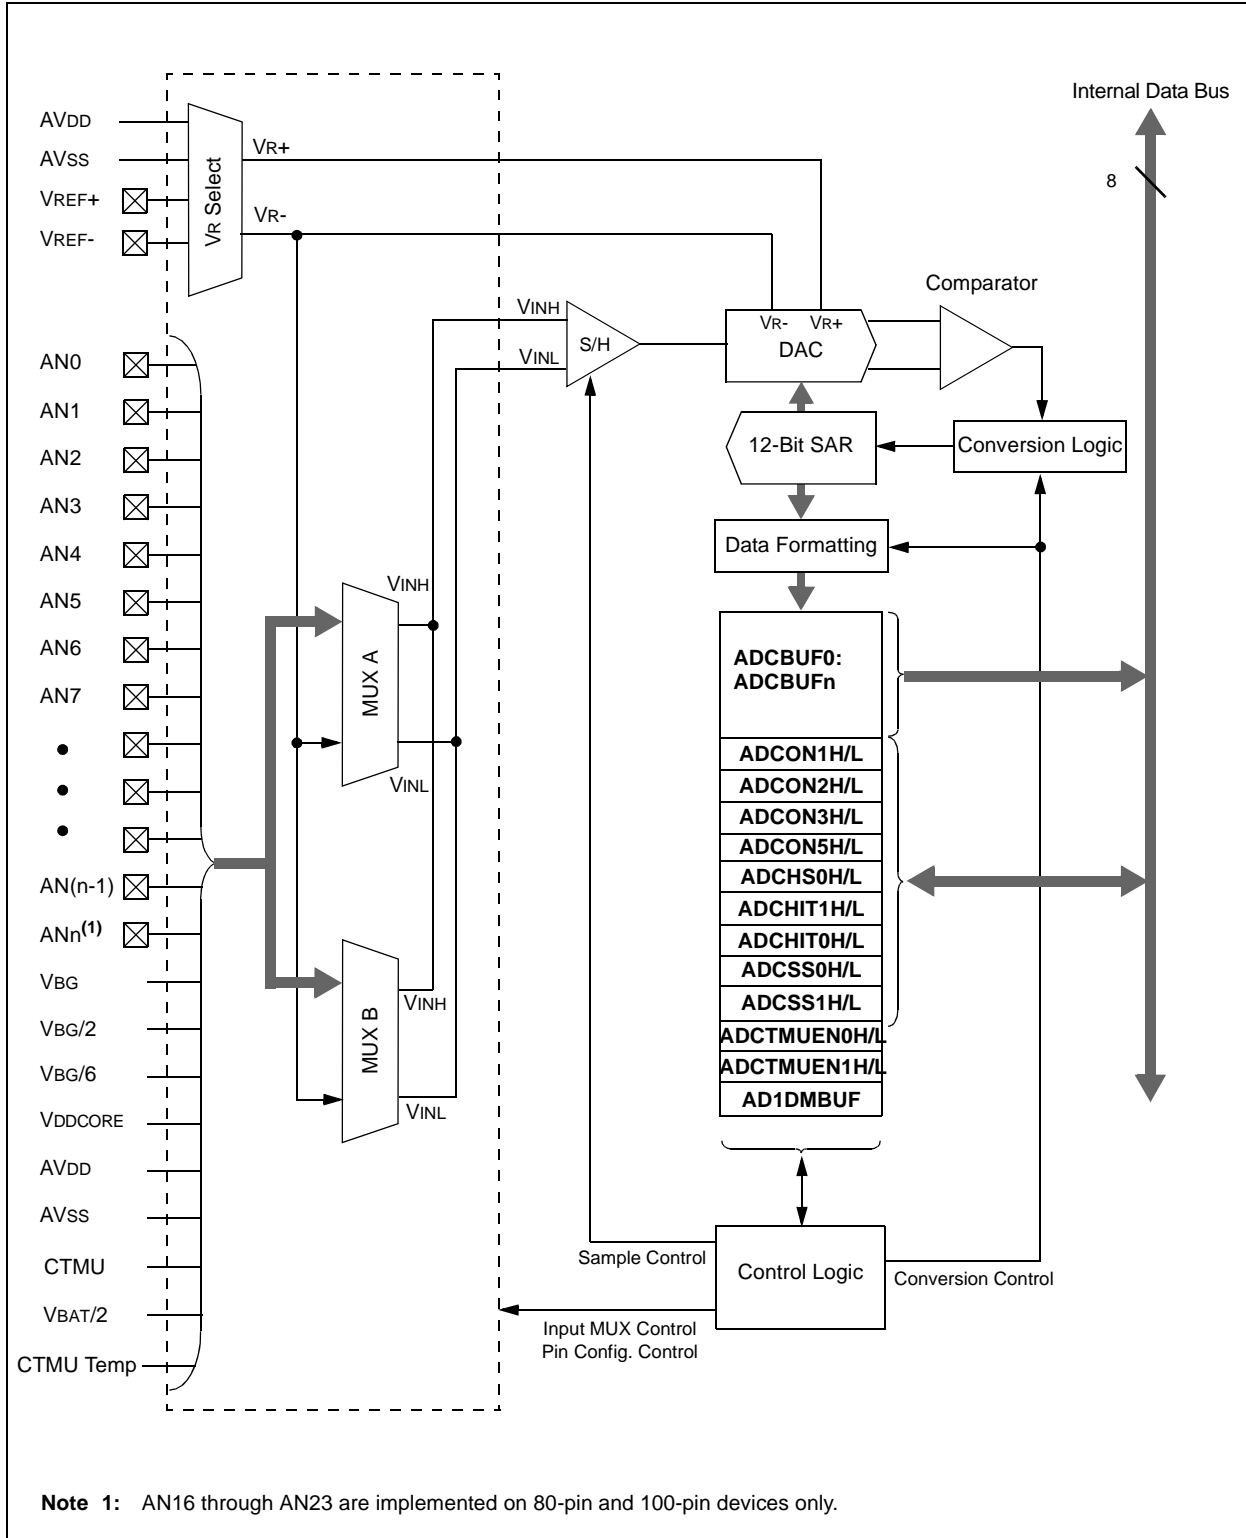 Internal Data Bus
8
AVDD
AVSS
VREF+
VREF-
VR Select
VR+
VR-
Comparator
VINH
VINL
S/H
VR- VR+
DAC
12-Bit SAR
Conversion Logic
Data Formatting
AN0
AN1
AN2
AN3
AN4
AN5
AN6
AN7
AN(n-1)
ANn(1)
VBG
VBG/2
VBG/6
VDDCORE
AVDD
AVSS
CTMU
VBAT/2
CTMU Temp
VINH
MUX A
VINL
VINH
MUX B
VINL
ADCBUF0:
ADCBUFn
ADCON1H/L
ADCON2H/L
ADCON3H/L
ADCON5H/L
ADCHS0H/L
ADCHIT1H/L
ADCHIT0H/L
ADCSS0H/L
ADCSS1H/L
ADCTMUEN0H/L
ADCTMUEN1H/L
AD1DMBUF
Sample Control
Control Logic
Conversion Control
Input MUX Control
Pin Config. Control
Note 1: AN16 through AN23 are implemented on 80-pin and 100-pin devices only.